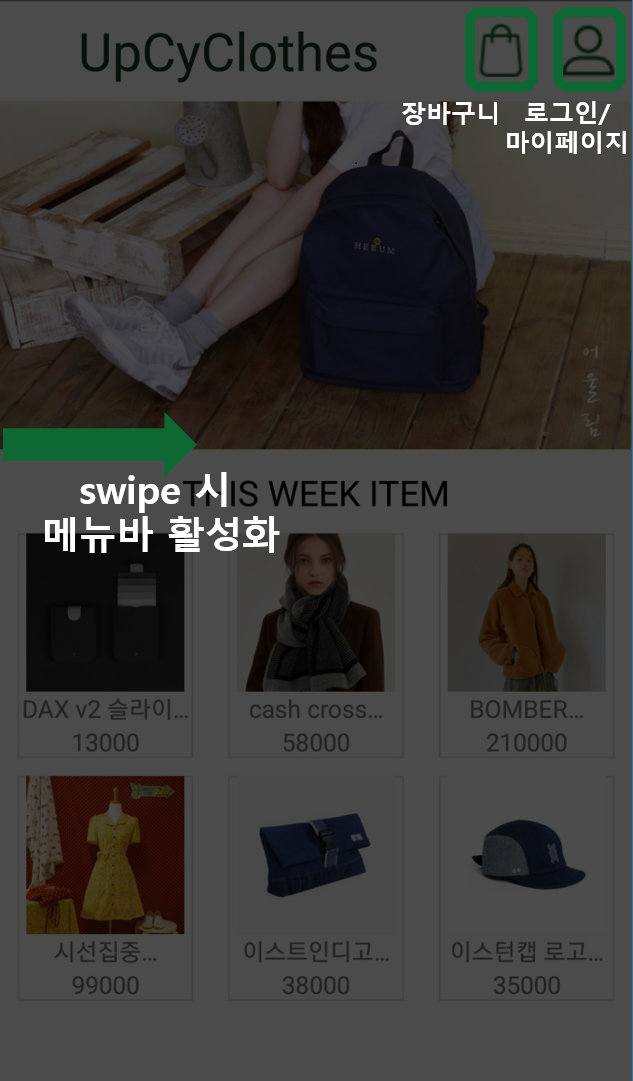 UpCyClothes
장바구니
로그인/
마이페이지
HEEUM
어
울
림
swipe 시
메뉴바 활성화
THIS WEEK ITEM
DAX v2 슬라이...
13000
cash cross...
58000
BOMBER...
210000
시선집중...
99000
이스트인디고...
38000
이스턴캡 로고...
35000